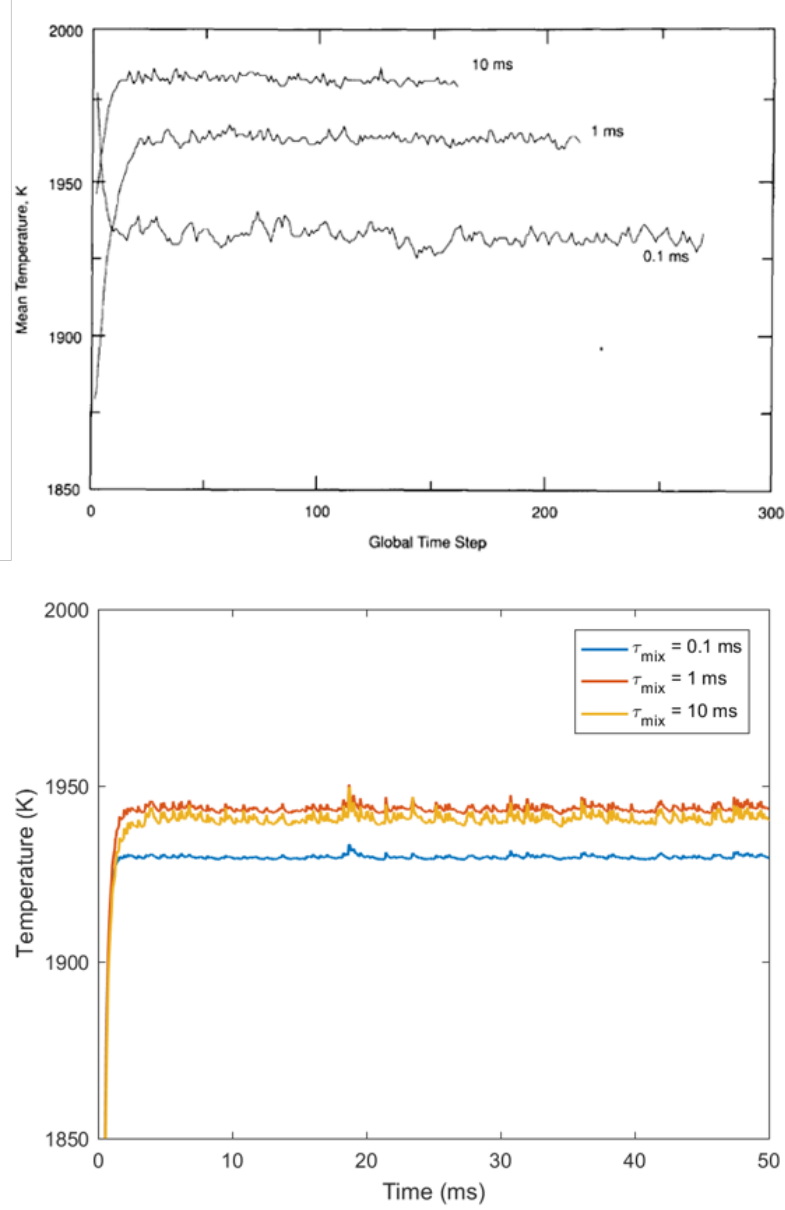 2000
10 ms
1 ms
1950
0.1 ms
1900
1850
0
100
200
300
Mean Temperature, K
Global Time Step
2000
τmix = 0.1 ms
τmix = 1 ms
τmix = 10 ms
1950
1900
1850
0
10
20
30
40
50
Temperature (K)
Time (ms)